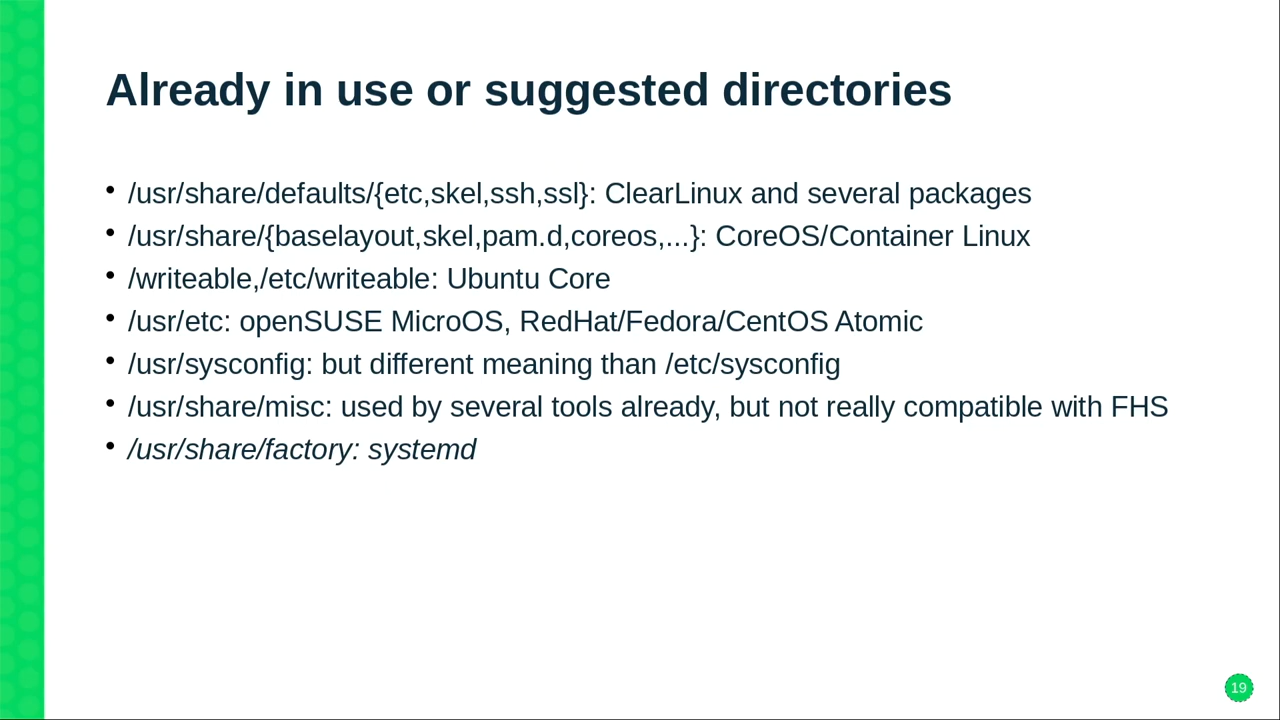 Already in use or suggested directories
• /usr/share/defaults/{etc,skel,ssh,ssl}: ClearLinux and several packages
• /usr/share/{baselayout,skel,pam.d,coreos,...}: CoreOS/Container Linux
• /writeable,/etc/writeable: Ubuntu Core
• /usr/etc: openSUSE MicroOS, RedHat/Fedora/CentOS Atomic
• /usr/sysconfig: but different meaning than /etc/sysconfig
• /usr/share/misc: used by several tools already, but not really compatible with FHS
• /usr/share/factory: systemd
19